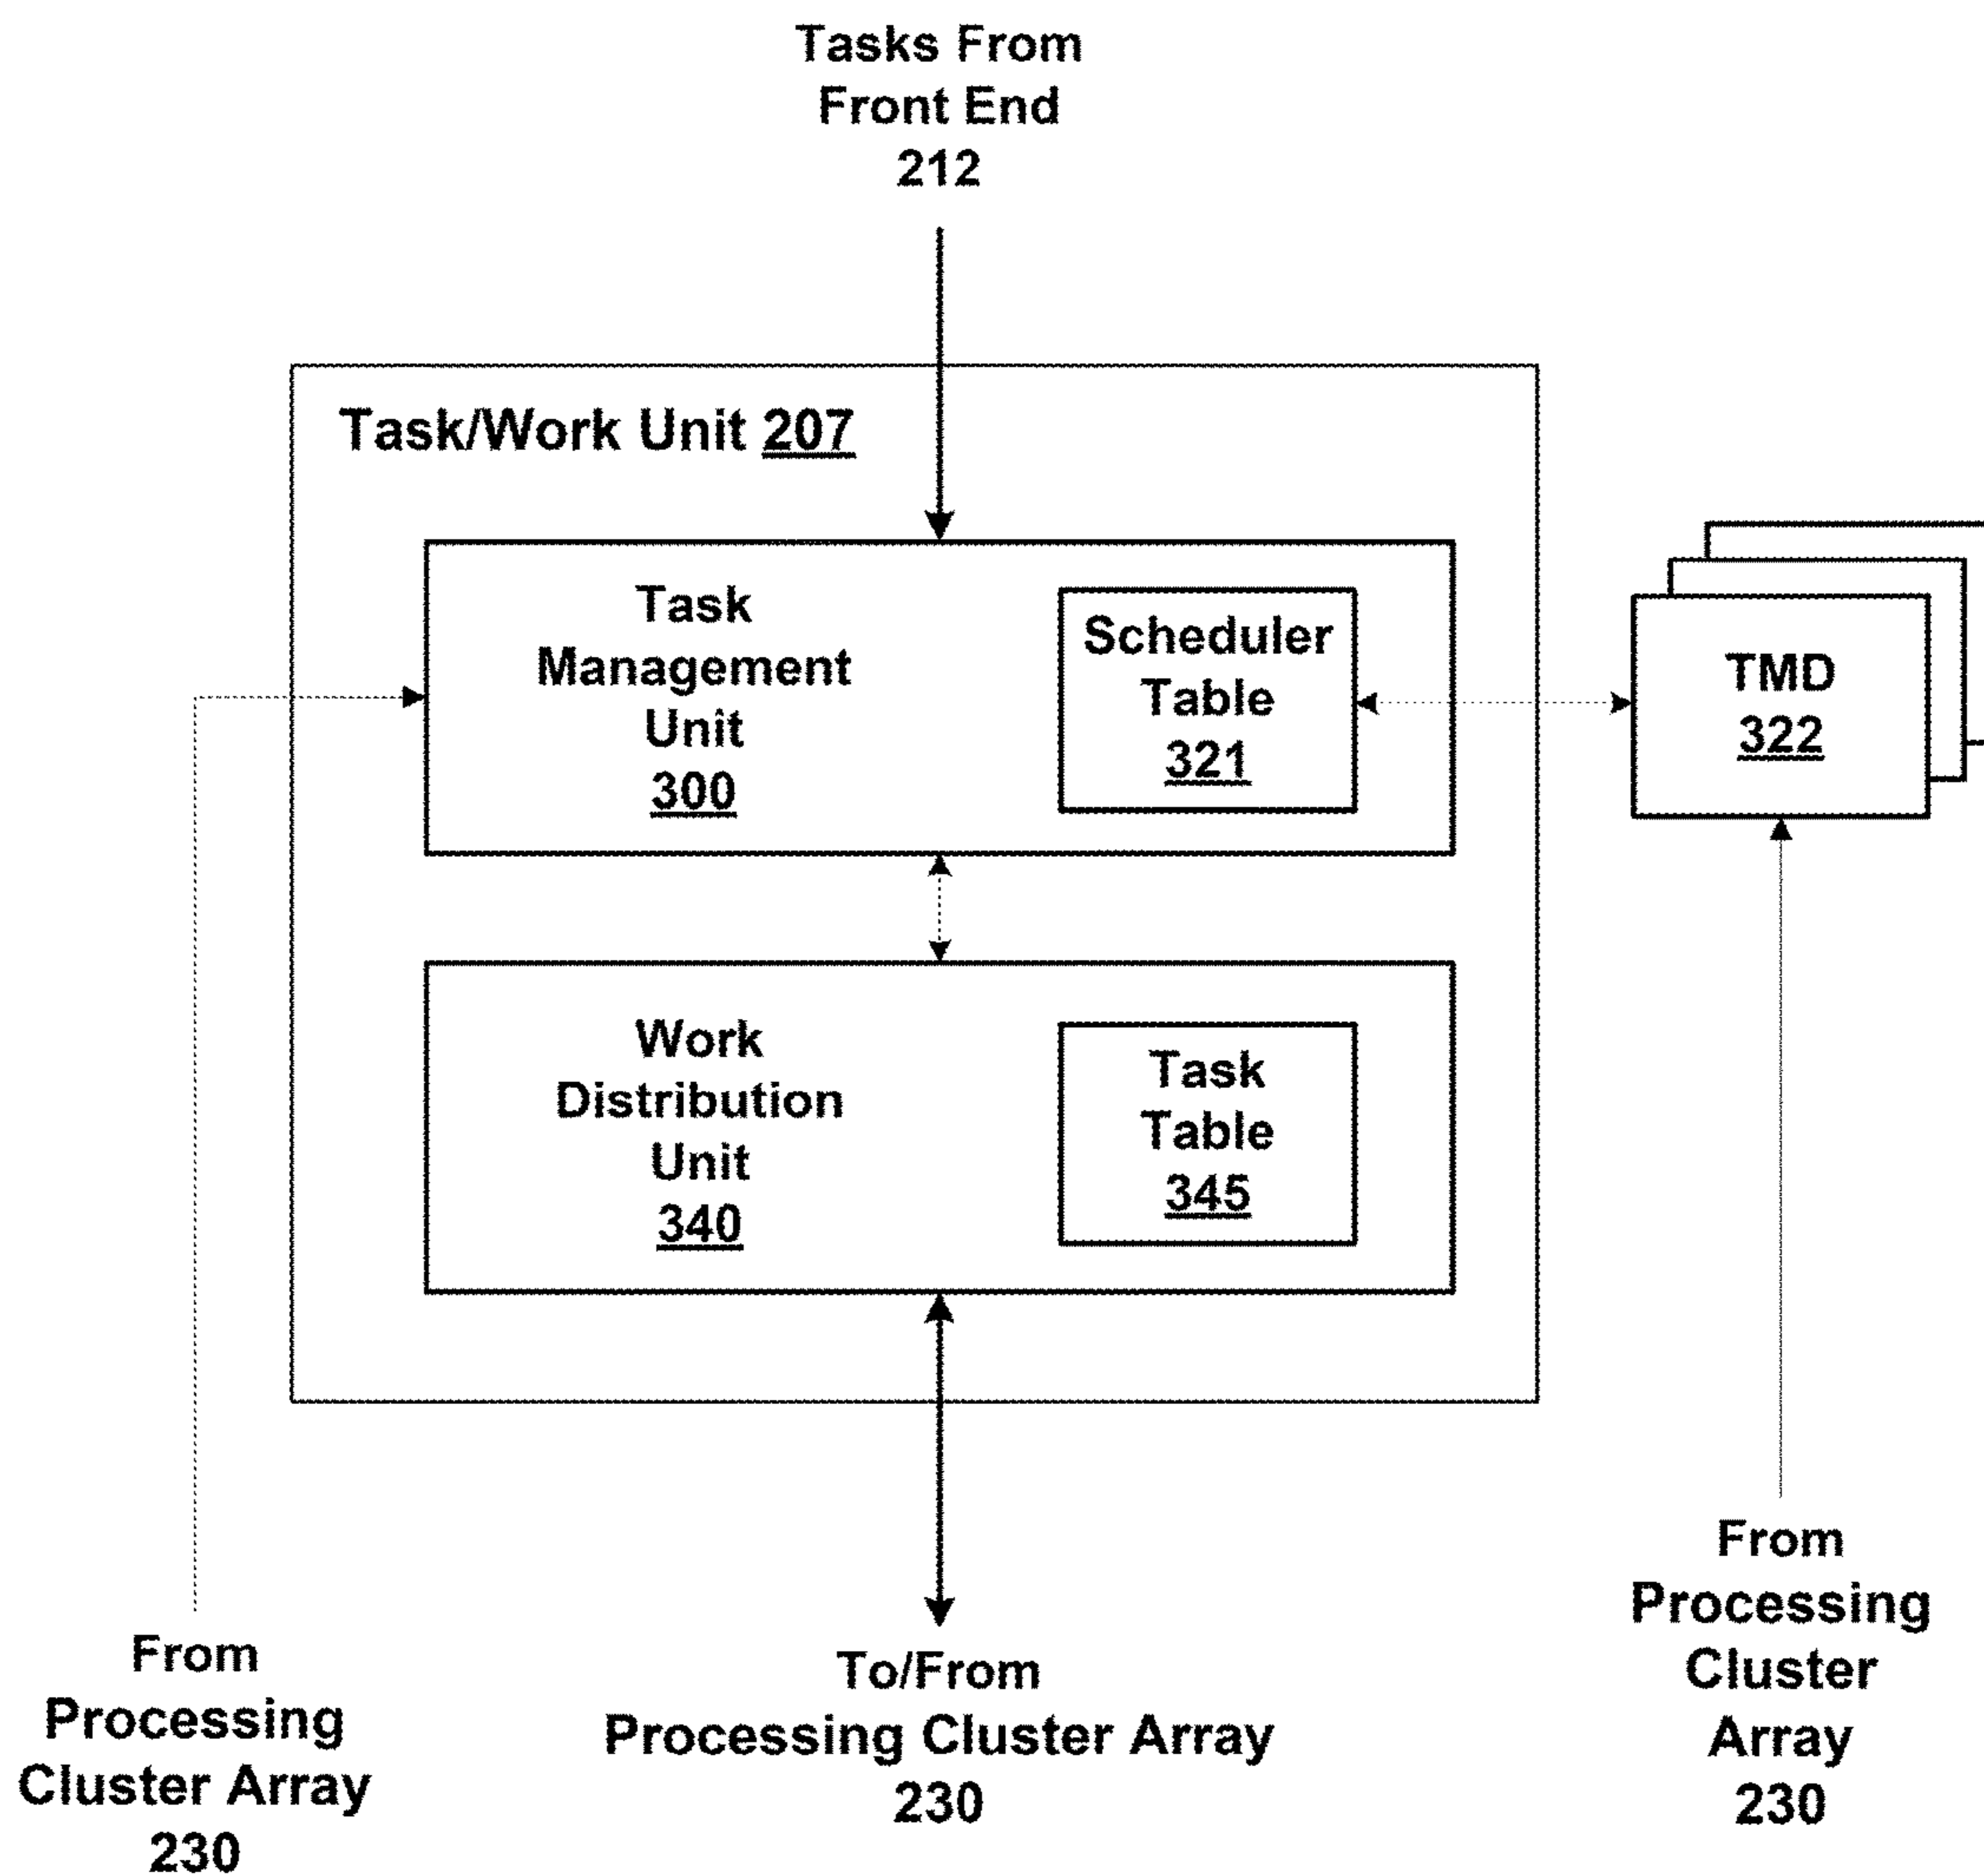 Tasks From
Front End
212
Task/Work Unit 207
Task
Management
Unit
300
Scheduler
Table
321
TMD
322
Work
Distribution
Unit
340
Task
Table
345
From
Processing
Cluster Array
230
To/From
Processing Cluster Array
230
From
Processing
Cluster
Array
230